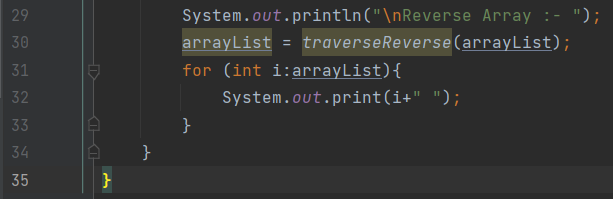 29 System.out.println("\nReverse Array :- ");
30 arrayList = traverseReverse(arrayList);
31 for (int i:arrayList){
32 System.out.print(i+" ");
33 }
34 }
35 }